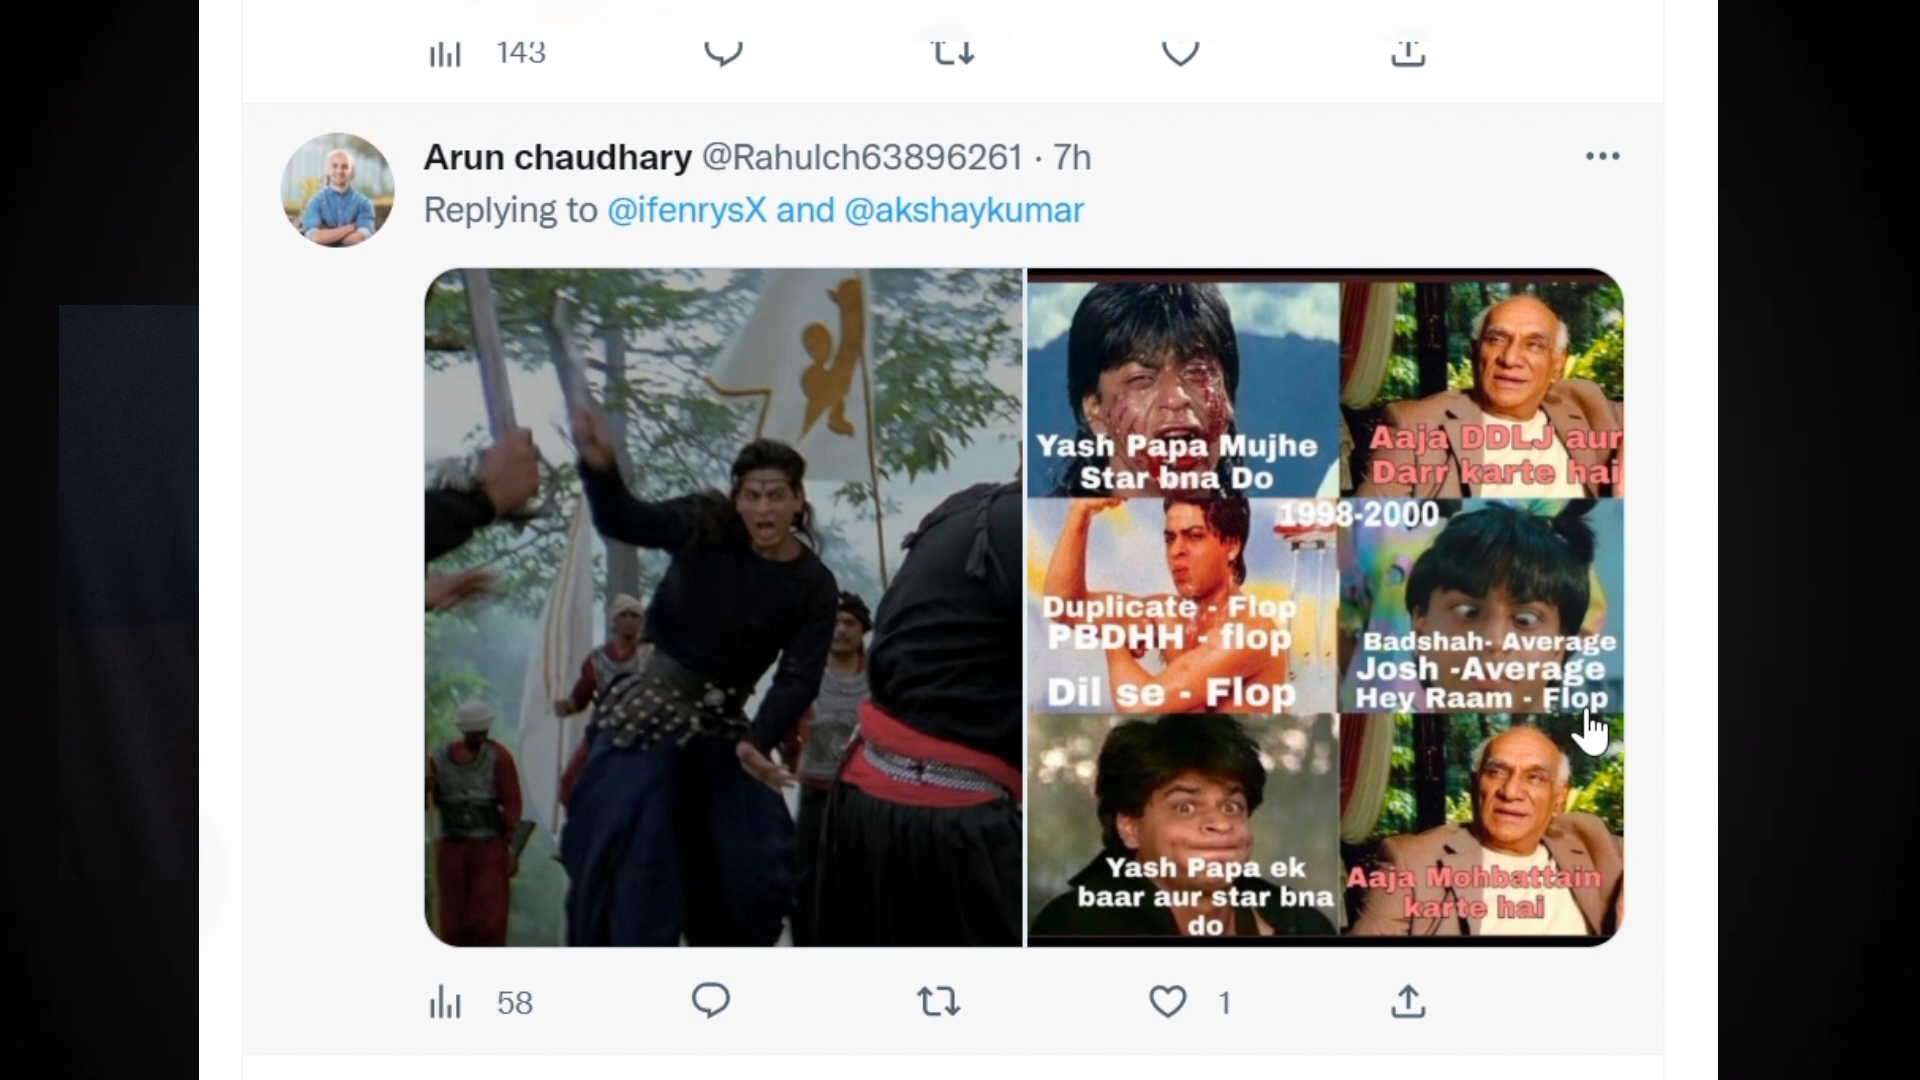 143
Arun chaudhary @Rahulch63896261 · 7h
Replying to @ifenrysX and @akshaykumar
Yash Papa Mujhe
Star bna Do
Aaja DDLJ aur
Darr karte hai
1998-2000
Duplicate - Flop
PBDHH - flop
Dil se - Flop
Badshah- Average
Josh -Average
Hey Raam - Flop
Yash Papa ek
baar aur star bna
do
Aaja Mohbattain
karte hai
58
1